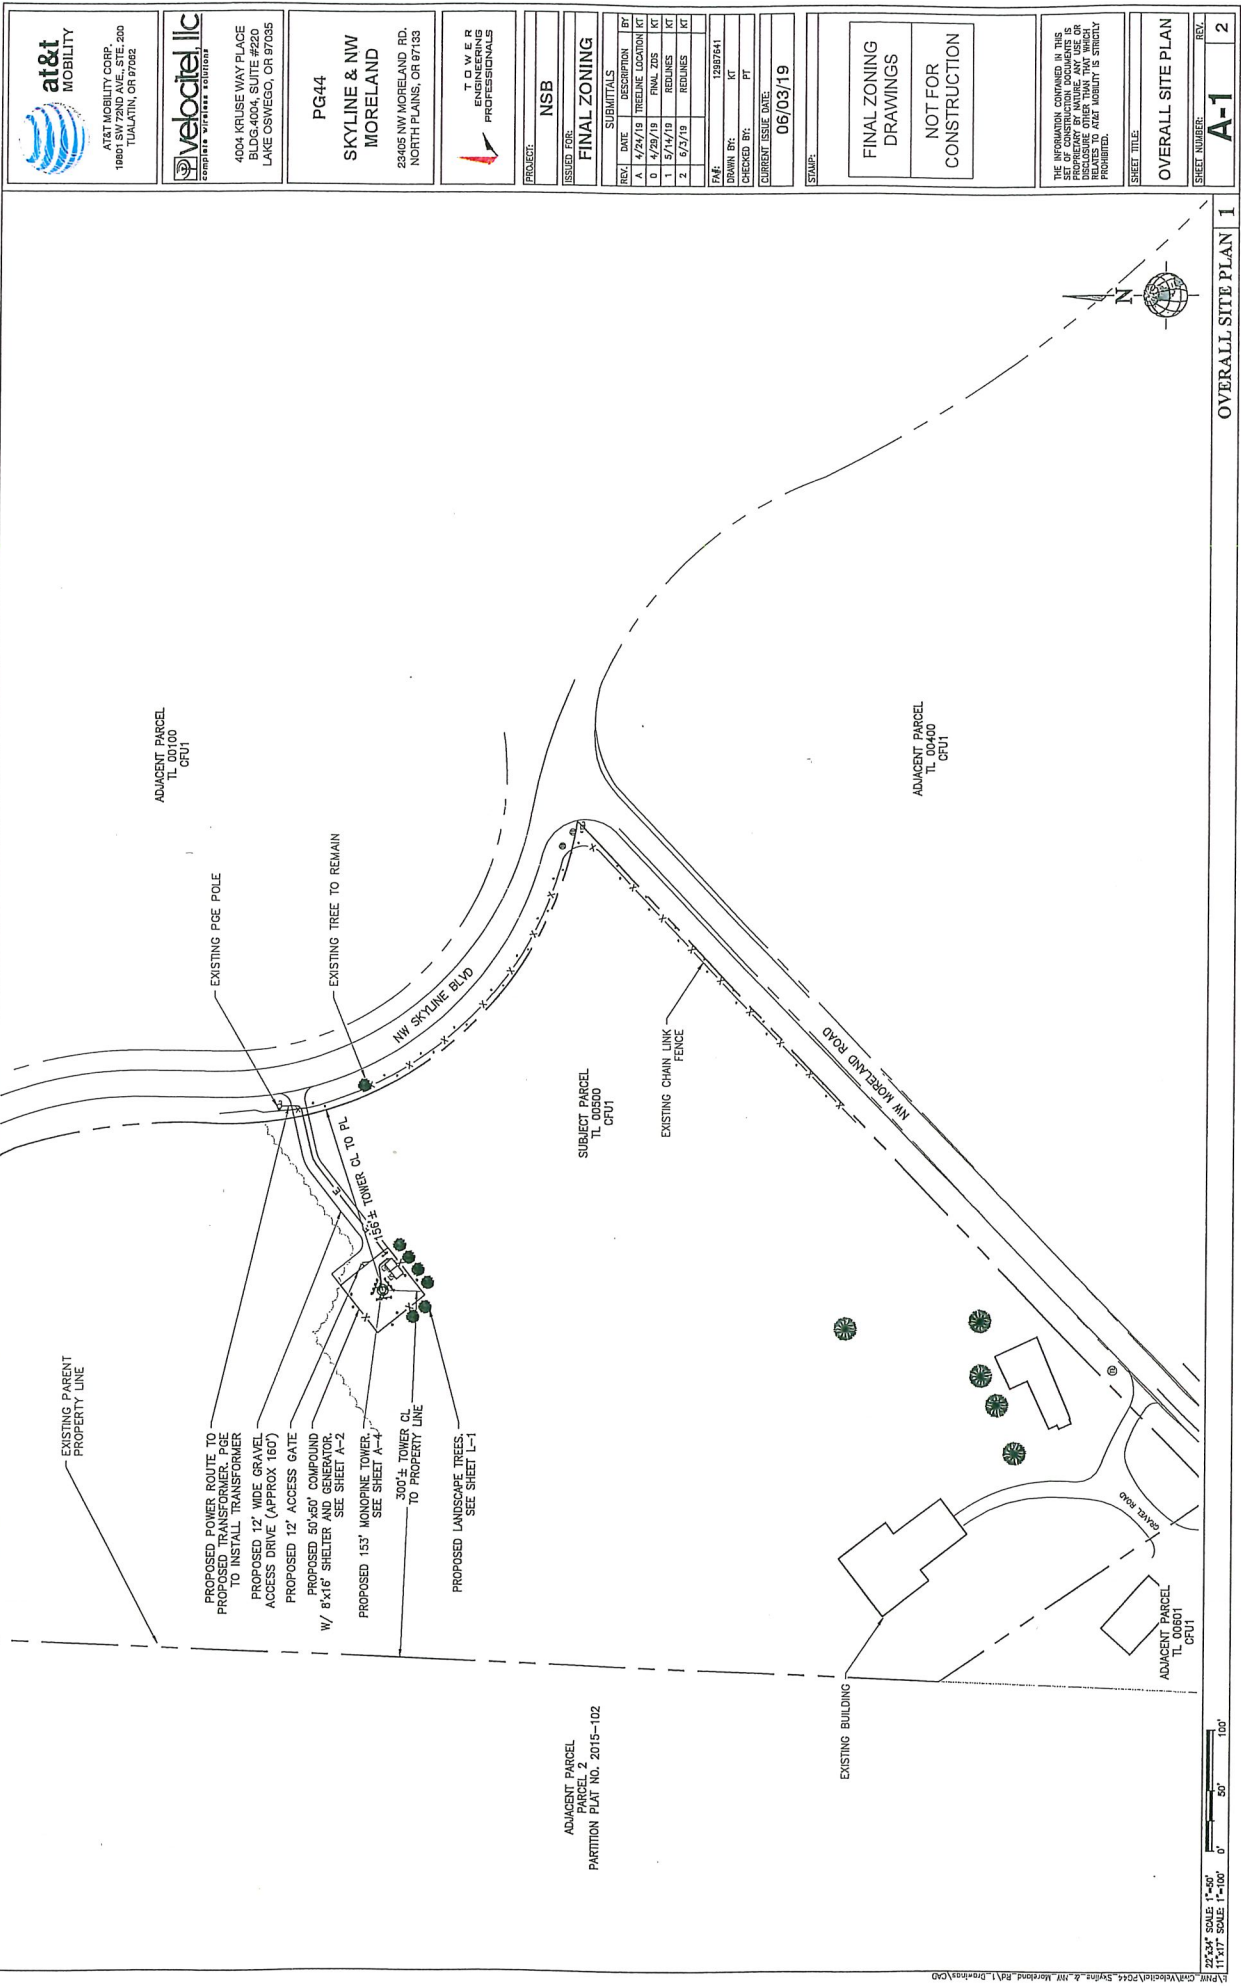 at&t
MOBILITY
AT&T MOBILITY CORP.
19801 SW 72ND AVE., STE. 200
TUALATIN, OR 97062
velocitel, llc
complete wireless solutions
4004 KRUSE WAY PLACE
BLDG.4004, SUITE #220
LAKE OSWEGO, OR 97035
PG44
SKYLINE & NW
MORELAND
23405 NW MORELAND RD.
NORTH PLAINS, OR 97133
TOWER
ENGINEERING
PROFESSIONALS
PROJECT:
NSB
ISSUED FOR:
FINAL ZONING
SUBMITTALS
REV. DATE DESCRIPTION BY
A 4/24/19 TREELINE LOCATION KT
0 4/29/19 FINAL ZDS KT
1 5/14/19 REDLINES KT
2 6/3/19 REDLINES KT
FA#: 12987641
DRAWN BY: KT
CHECKED BY: PT
CURRENT ISSUE DATE:
06/03/19
STAMP:
FINAL ZONING
DRAWINGS
NOT FOR
CONSTRUCTION
THE INFORMATION CONTAINED IN THIS
SET OF CONSTRUCTION DOCUMENTS IS
PROPRIETARY BY NATURE. ANY USE OR
DISCLOSURE OTHER THAN THAT WHICH
RELATES TO AT&T MOBILITY IS STRICTLY
PROHIBITED.
SHEET TITLE:
OVERALL SITE PLAN
SHEET NUMBER: REV.
A-1 2
EXISTING PARENT
PROPERTY LINE
PROPOSED POWER ROUTE TO
PROPOSED TRANSFORMER, PGE
TO INSTALL TRANSFORMER
PROPOSED 12' WIDE GRAVEL
ACCESS DRIVE (APPROX 160')
PROPOSED 12' ACCESS GATE
PROPOSED 50'x50' COMPOUND
W/ 8'x16' SHELTER AND GENERATOR.
SEE SHEET A-2
PROPOSED 153' MONOPINE TOWER.
SEE SHEET A-4
300'± TOWER CL
TO PROPERTY LINE
PROPOSED LANDSCAPE TREES.
SEE SHEET L-1
156'± TOWER CL TO PL
EXISTING PGE POLE
EXISTING TREE TO REMAIN
NW SKYLINE BLVD
ADJACENT PARCEL
TL 00100
CFU1
SUBJECT PARCEL
TL 00500
CFU1
EXISTING CHAIN LINK
FENCE
NW MORELAND ROAD
ADJACENT PARCEL
TL 00400
CFU1
ADJACENT PARCEL
PARCEL 2
PARTITION PLAT NO. 2015-102
EXISTING BUILDING
GRAVEL ROAD
ADJACENT PARCEL
TL 00601
CFU1
N
22"x34" SCALE: 1"=50'
11"x17" SCALE: 1"=100'
0' 50' 100'
OVERALL SITE PLAN 1